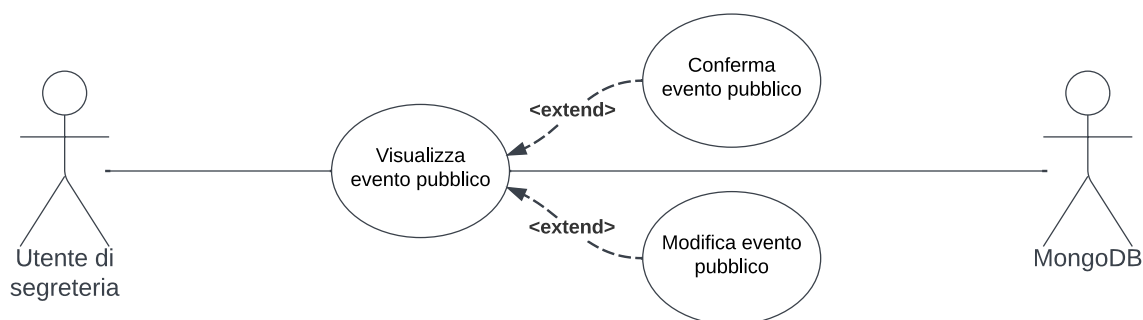 Conferma
evento pubblico
<extend>
Visualizza
evento pubblico
<extend>
Modifica evento
pubblico
Utente di
segreteria
MongoDB